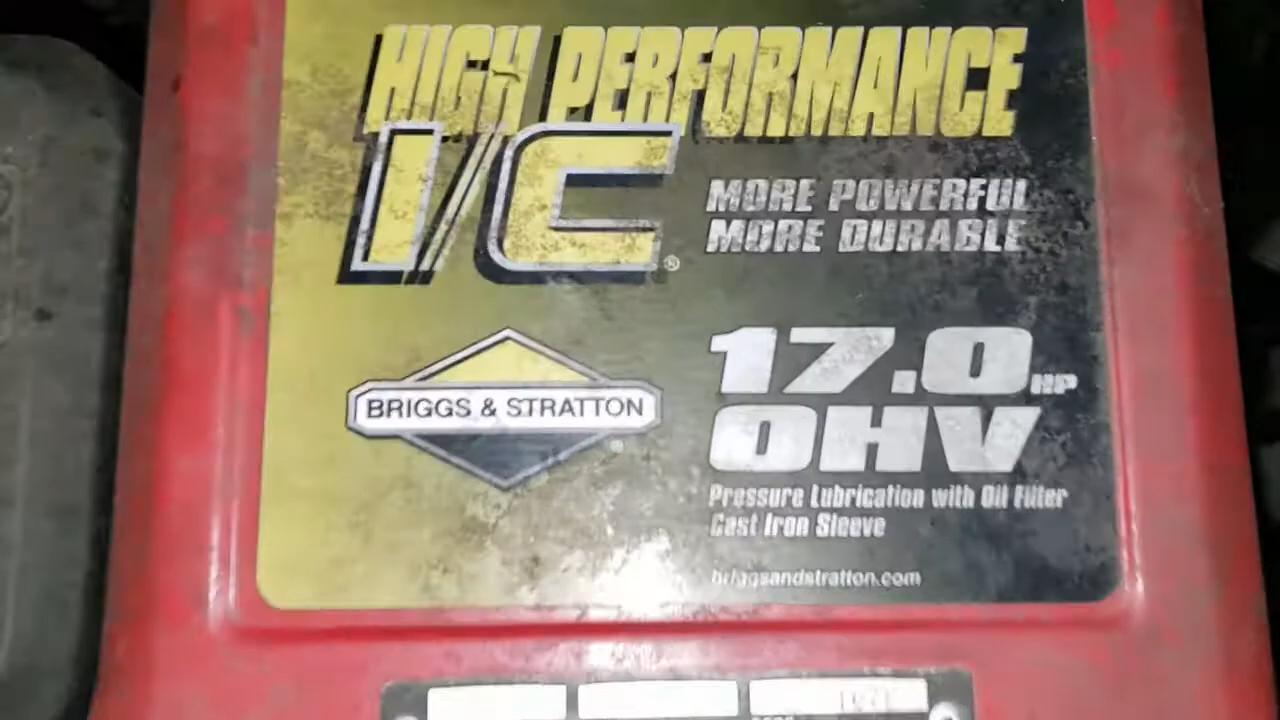 HIGH PERFORMANCE
I/C®
MORE POWERFUL
MORE DURABLE
BRIGGS & STRATTON
®
17.0 HP
OHV
Pressure Lubrication with Oil Filter
Cast Iron Sleeve
briggsandstratton.com